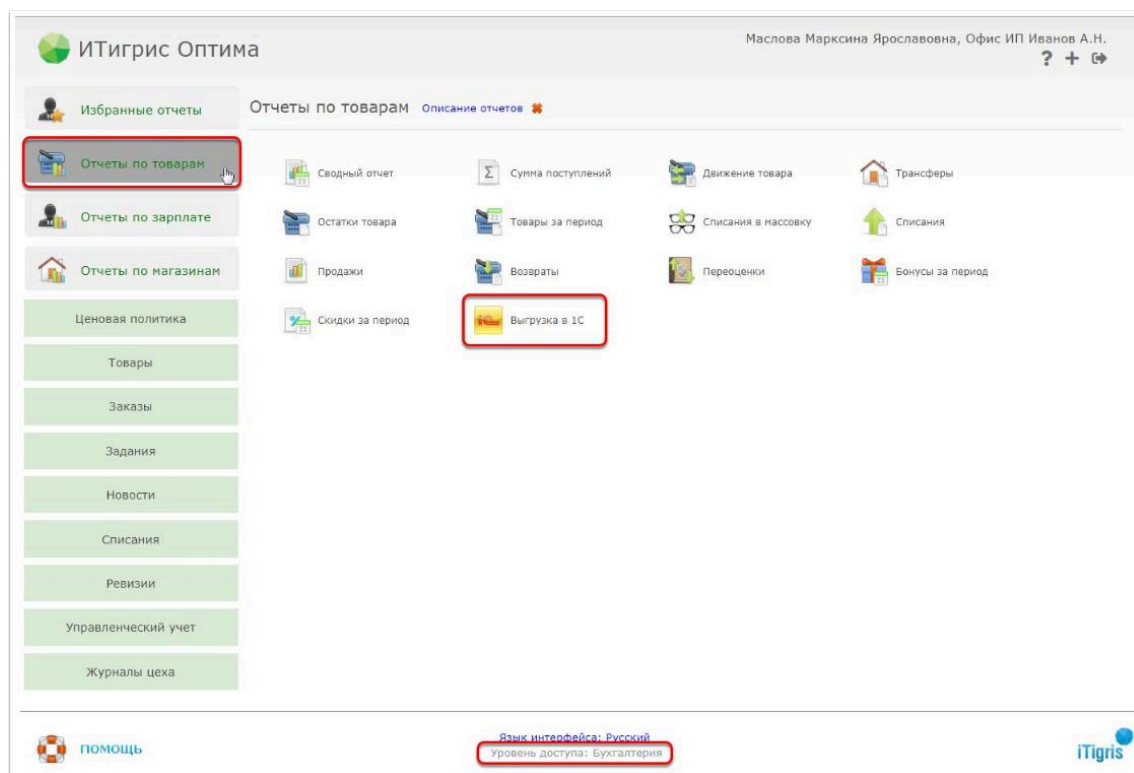 ИТигрис Оптима
Маслова Марксина Ярославовна, Офис ИП Иванов А.Н.
? +
Избранные отчеты
Отчеты по товарам
Отчеты по зарплате
Отчеты по магазинам
Ценовая политика
Товары
Заказы
Задания
Новости
Списания
Ревизии
Управленческий учет
Журналы цеха
Отчеты по товарам Описание отчетов
Сводный отчет Сумма поступлений Движение товара Трансферы
Остатки товара Товары за период Списания в массовку Списания
Продажи Возвраты Переоценки Бонусы за период
Скидки за период Выгрузка в 1С
помощь
Язык интерфейса: Русский
Уровень доступа: Бухгалтерия
iTigris